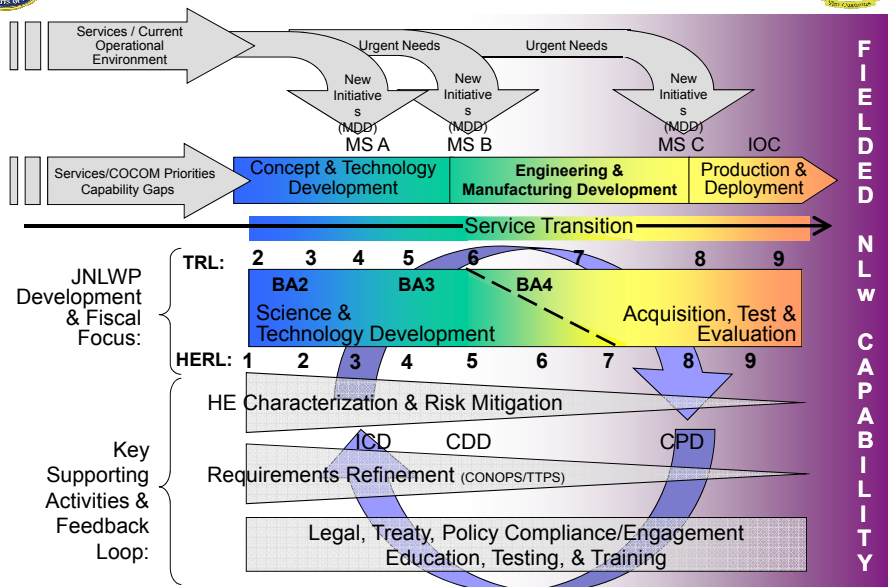 Services / Current
Operational
Environment
Urgent Needs
Urgent Needs
New
Initiative
s
(MDD)
New
Initiative
s
(MDD)
New
Initiative
s
(MDD)
MS A
MS B
MS C
IOC
Services/COCOM Priorities
Capability Gaps
Concept & Technology
Development
Engineering &
Manufacturing Development
Production &
Deployment
Service Transition
JNLWP
Development
& Fiscal
Focus:
TRL: 2 3 4 5 6 7 8 9
BA2 BA3 BA4
Science &
Technology Development
Acquisition, Test &
Evaluation
HERL: 1 2 3 4 5 6 7 8 9
HE Characterization & Risk Mitigation
Key
Supporting
Activities &
Feedback
Loop:
ICD CDD CPD
Requirements Refinement (CONOPS/TTPS)
Legal, Treaty, Policy Compliance/Engagement
Education, Testing, & Training
FIELDED NLw CAPABILITY